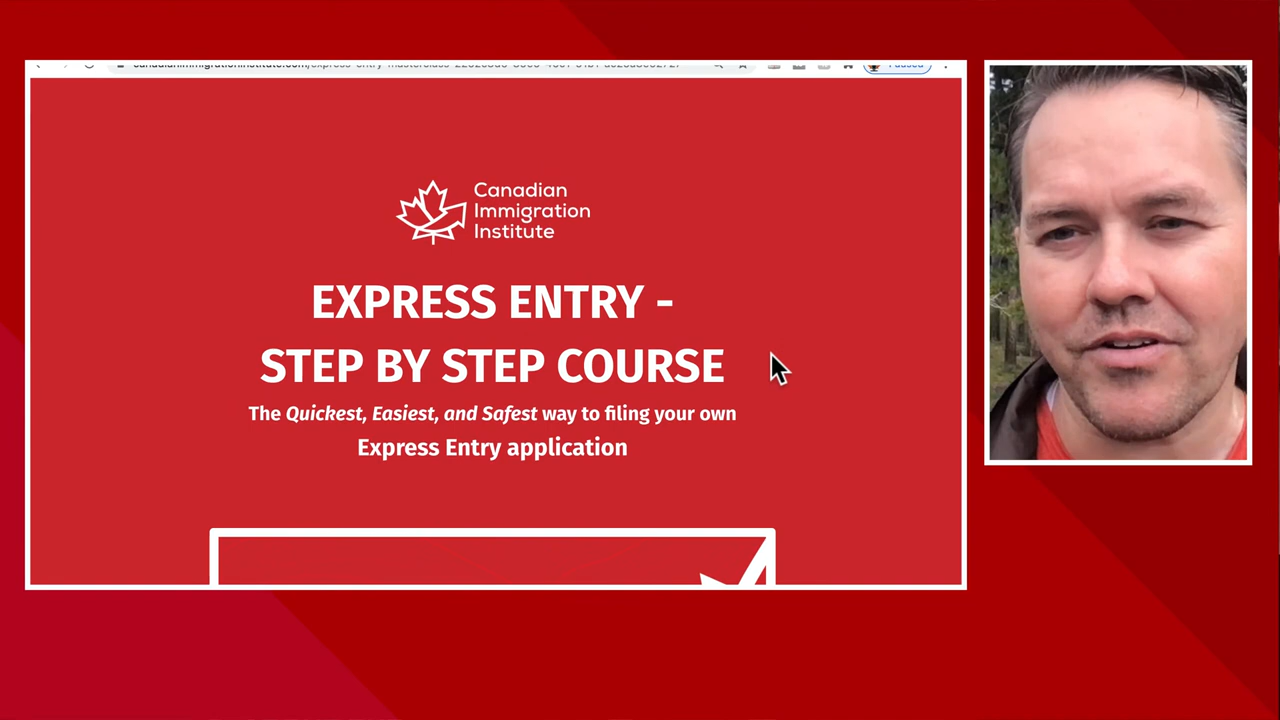 Canadian
Immigration
Institute
EXPRESS ENTRY -
STEP BY STEP COURSE
The Quickest, Easiest, and Safest way to filing your own
Express Entry application